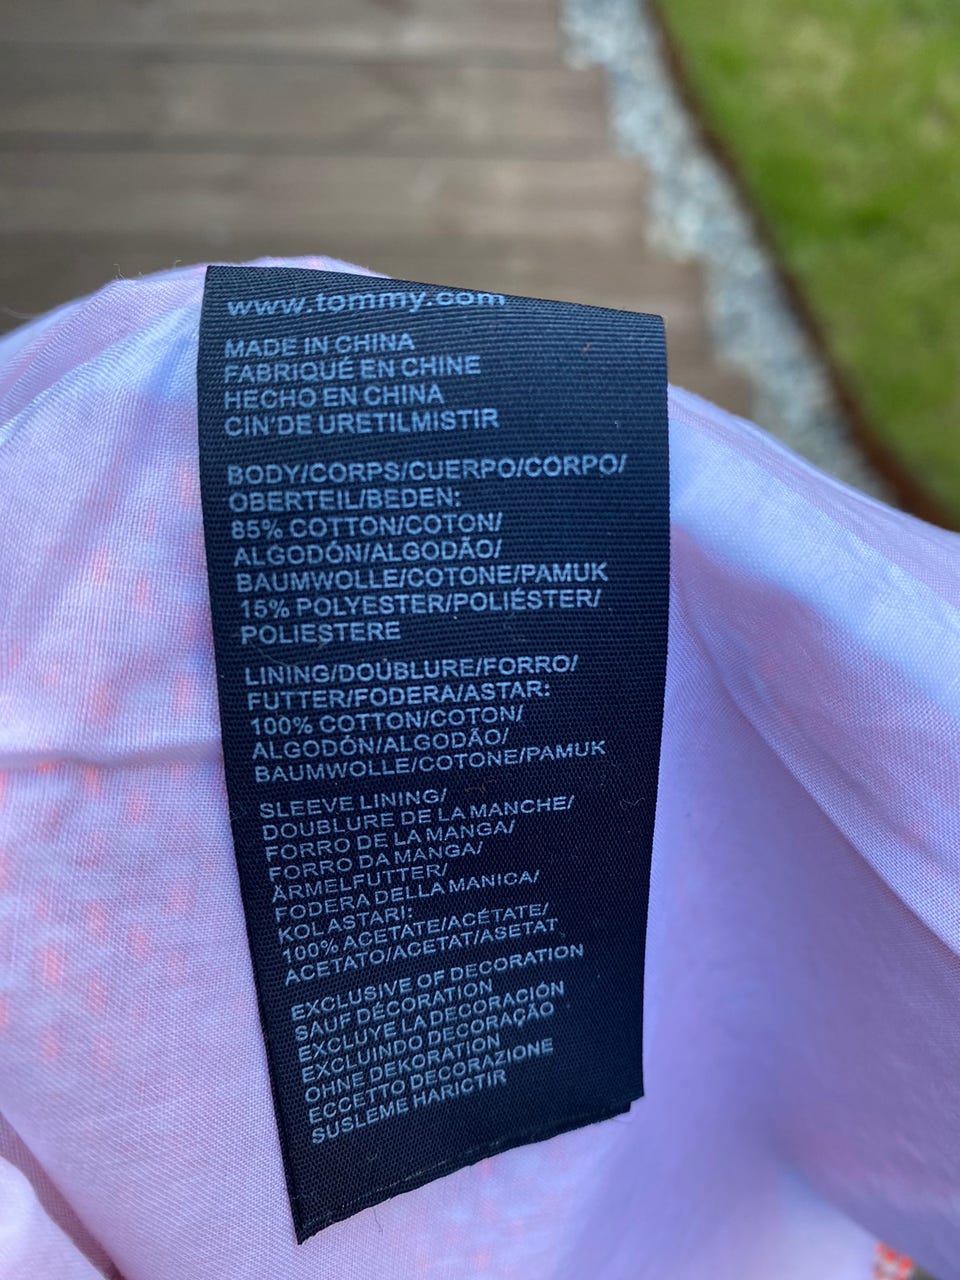 www.tommy.com
MADE IN CHINA
FABRIQUÉ EN CHINE
HECHO EN CHINA
CIN'DE URETILMISTIR
BODY/CORPS/CUERPO/CORPO/
OBERTEIL/BEDEN:
85% COTTON/COTON/
ALGODÓN/ALGODÃO/
BAUMWOLLE/COTONE/PAMUK
15% POLYESTER/POLIÉSTER/
POLIESTERE
LINING/DOÚBLURE/FORRO/
FUTTER/FODERA/ASTAR:
100% COTTON/COTON/
ALGODÓN/ALGODÃO/
BAUMWOLLE/COTONE/PAMUK
SLEEVE LINING/
DOUBLURE DE LA MANCHE/
FORRO DE LA MANGA/
FORRO DA MANGA/
ÄRMELFUTTER/
FODERA DELLA MANICA/
KOL ASTARI:
100% ACETATE/ACÉTATE/
ACETATO/ACETAT/ASETAT
EXCLUSIVE OF DECORATION
SAUF DÉCORATION
EXCLUYE LA DECORACIÓN
EXCLUINDO DECORAÇÃO
OHNE DEKORATION
ECCETTO DECORAZIONE
SUSLEME HARICTIR